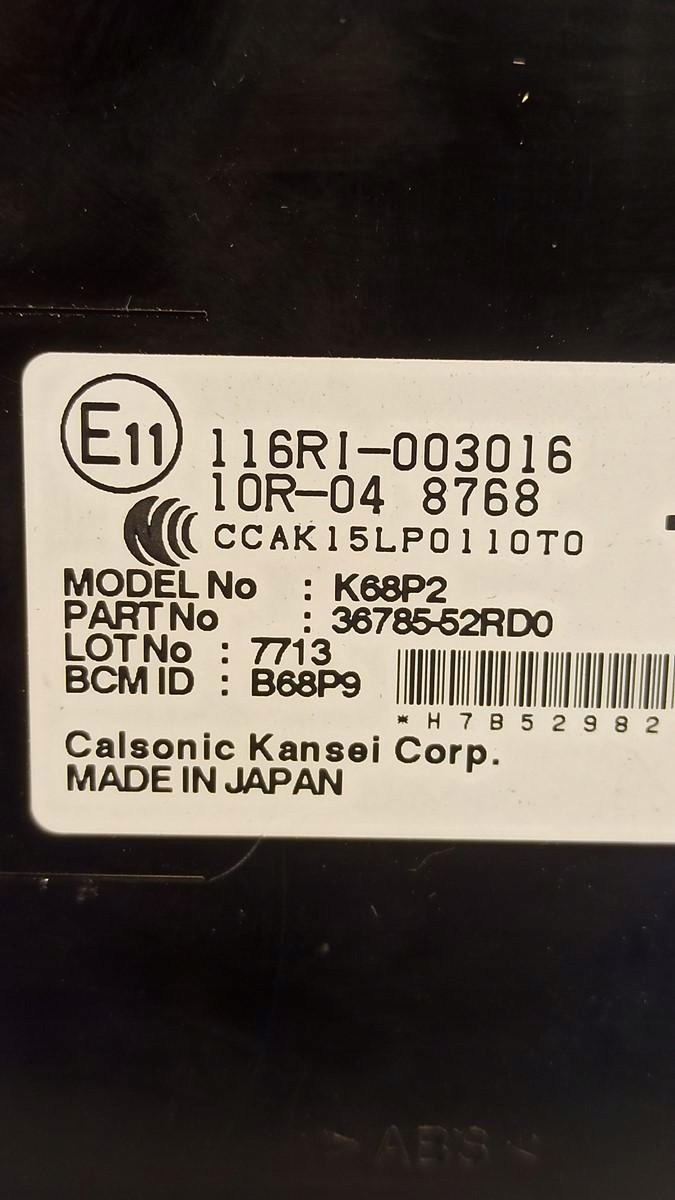 E11
116RI-003016
10R-04 8768
CCAK15LP0110T0
MODEL No : K68P2
PART No : 36785-52RD0
LOT No : 7713
BCM ID : B68P9
*H7B52982
Calsonic Kansei Corp.
MADE IN JAPAN
>ABS<